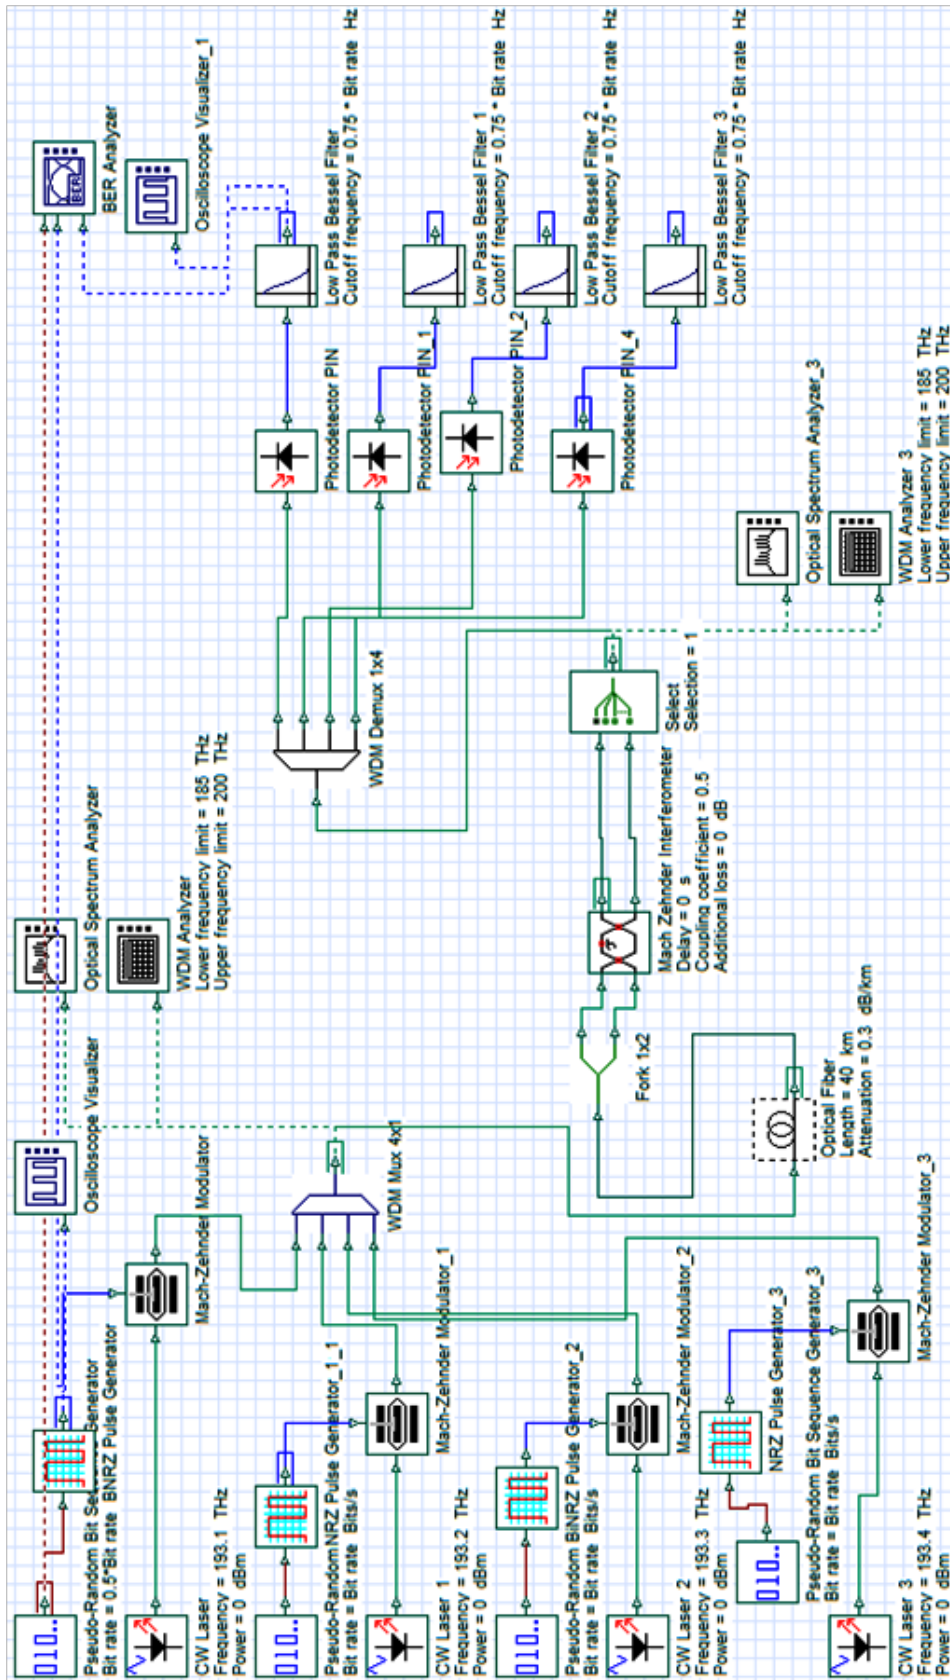 Pseudo-Random Bit Sequence Generator
Bit rate = 0.5*Bit rate BNRZ Pulse Generator
Oscilloscope Visualizer
Optical Spectrum Analyzer
WDM Analyzer
Lower frequency limit = 185 THz
Upper frequency limit = 200 THz
BER
BER Analyzer
Oscilloscope Visualizer_1
CW Laser
Frequency = 193.1 THz
Power = 0 dBm
Mach-Zehnder Modulator
010..
Pseudo-Random NRZ Pulse Generator_1_1
Bit rate = Bit rate Bits/s
CW Laser 1
Frequency = 193.2 THz
Power = 0 dBm
Mach-Zehnder Modulator_1
WDM Mux 4x1
WDM Demux 1x4
Photodetector PIN
Low Pass Bessel Filter
Cutoff frequency = 0.75 * Bit rate Hz
Photodetector PIN_1
Low Pass Bessel Filter 1
Cutoff frequency = 0.75 * Bit rate Hz
Photodetector PIN_2
Low Pass Bessel Filter 2
Cutoff frequency = 0.75 * Bit rate Hz
Photodetector PIN_4
Low Pass Bessel Filter 3
Cutoff frequency = 0.75 * Bit rate Hz
010..
Pseudo-Random BiNRZ Pulse Generator_2
Bit rate = Bit rate Bits/s
CW Laser 2
Frequency = 193.3 THz
Power = 0 dBm
Mach-Zehnder Modulator_2
Fork 1x2
Mach Zehnder Interferometer
Delay = 0 s
Coupling coefficient = 0.5
Additional loss = 0 dB
Select
Selection = 1
NRZ Pulse Generator_3
010..
Pseudo-Random Bit Sequence Generator_3
Bit rate = Bit rate Bits/s
Optical Fiber
Length = 40 km
Attenuation = 0.3 dB/km
Optical Spectrum Analyzer_3
WDM Analyzer 3
Lower frequency limit = 185 THz
Upper frequency limit = 200 THz
CW Laser 3
Frequency = 193.4 THz
Power = 0 dBm
Mach-Zehnder Modulator_3
010..